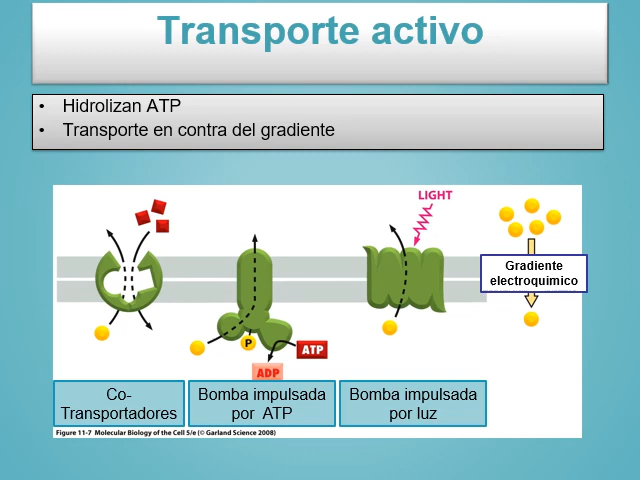 Transporte activo
• Hidrolizan ATP
• Transporte en contra del gradiente
LIGHT
Gradiente
electroquimico
P
ATP
ADP
Co-
Transportadores
Bomba impulsada
por ATP
Bomba impulsada
por luz
Figure 11-7 Molecular Biology of the Cell 5/e (© Garland Science 2008)